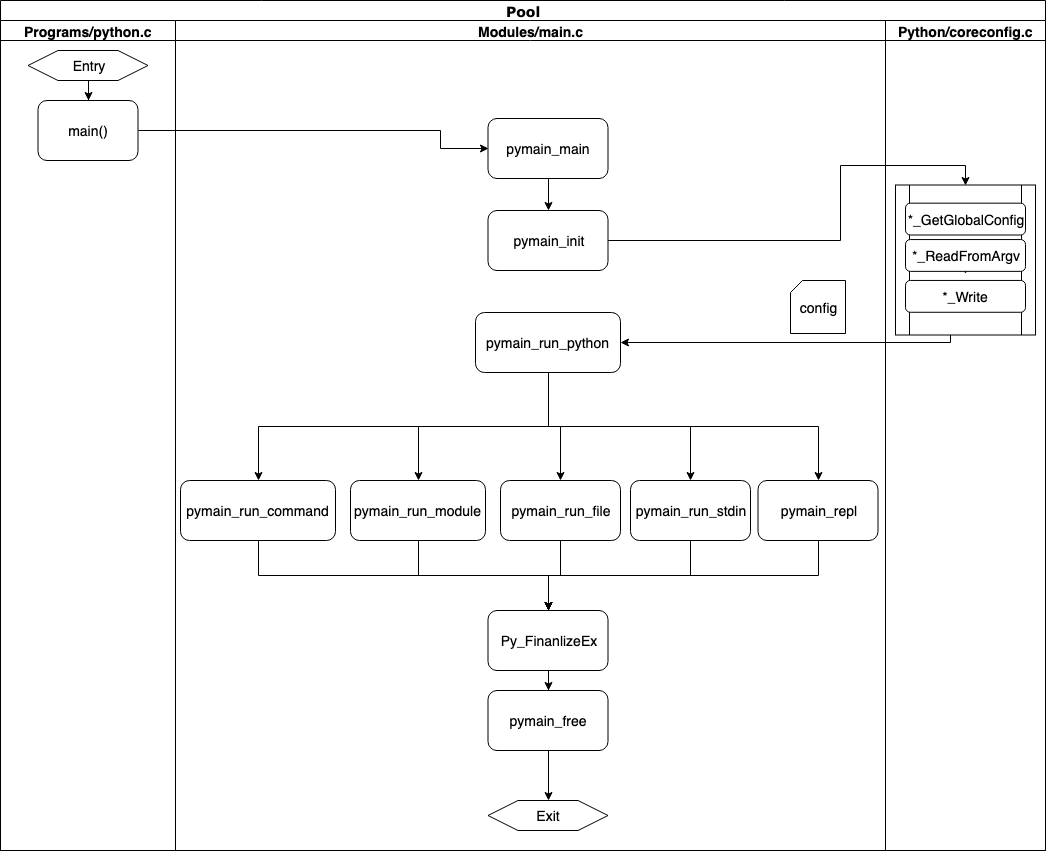 Pool
Programs/python.c
Modules/main.c
Python/coreconfig.c
Entry
main()
pymain_main
pymain_init
*_GetGlobalConfig
*_ReadFromArgv
*_Write
config
pymain_run_python
pymain_run_command
pymain_run_module
pymain_run_file
pymain_run_stdin
pymain_repl
Py_FinanlizeEx
pymain_free
Exit